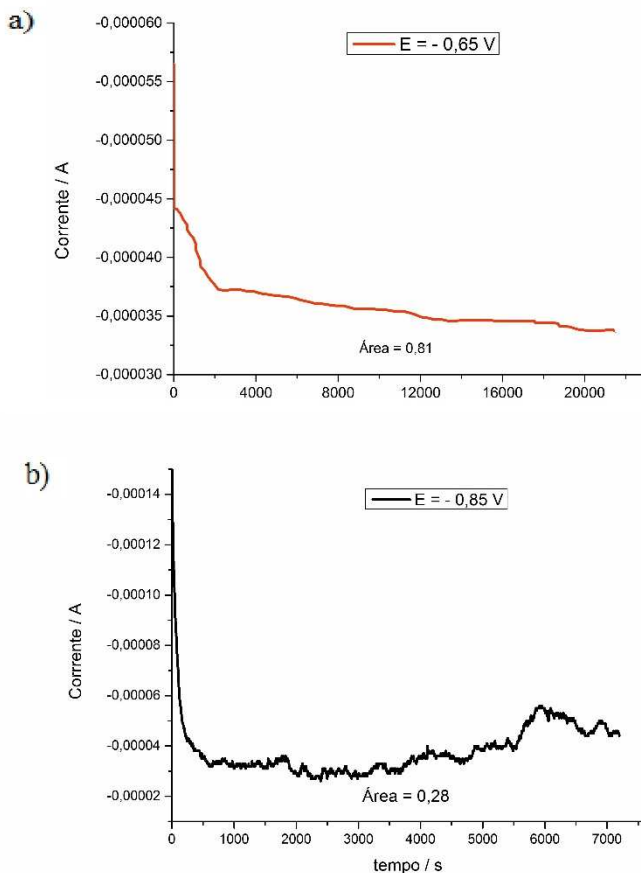 a)
E = - 0,65 V
Corrente / A
-0,000060
-0,000055
-0,000050
-0,000045
-0,000040
-0,000035
-0,000030
Área = 0,81
0 4000 8000 12000 16000 20000
b)
E = - 0,85 V
Corrrente / A
-0,00014
-0,00012
-0,00010
-0,00008
-0,00006
-0,00004
-0,00002
Área = 0,28
0 1000 2000 3000 4000 5000 6000 7000
tempo / s